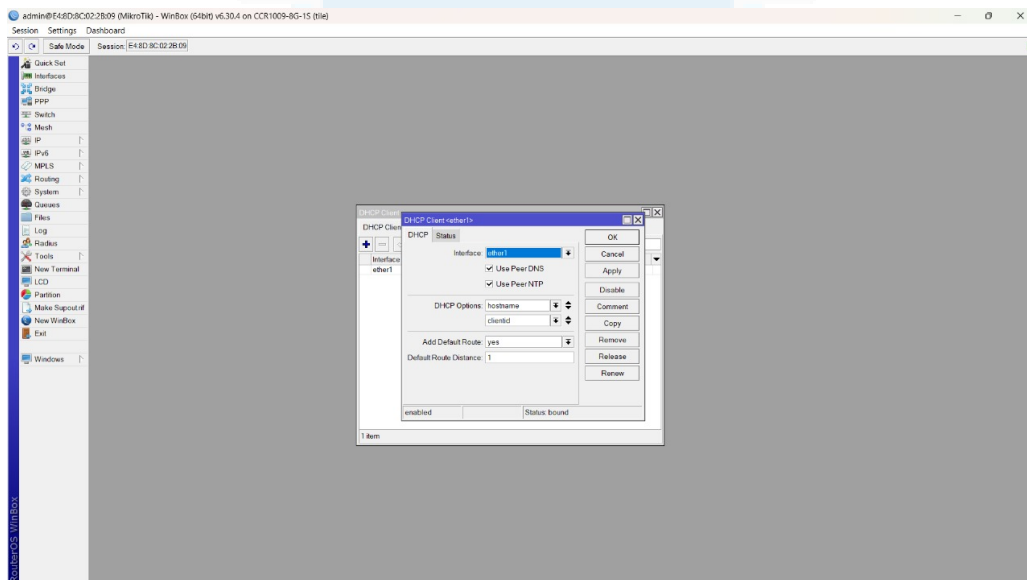 admin@E4:8D:8C:02:2B:09 (MikroTik) - WinBox (64bit) v6.30.4 on CCR1009-8G-1S (tile)
Session Settings Dashboard
Safe Mode Session: E4:8D:8C:02:2B:09
Quick Set
Interfaces
Bridge
PPP
Switch
Mesh
IP
IPv6
MPLS
Routing
System
Queues
Files
Log
Radius
Tools
New Terminal
LCD
Partition
Make Supout.rif
New WinBox
Exit
Windows
RouterOS WinBox
DHCP Client
DHCP Clien
Interface
ether1
1 item
DHCP Client <ether1>
DHCP Status
Interface: ether1
Use Peer DNS
Use Peer NTP
DHCP Options: hostname
clientid
Add Default Route: yes
Default Route Distance: 1
enabled Status: bound
OK
Cancel
Apply
Disable
Comment
Copy
Remove
Release
Renew